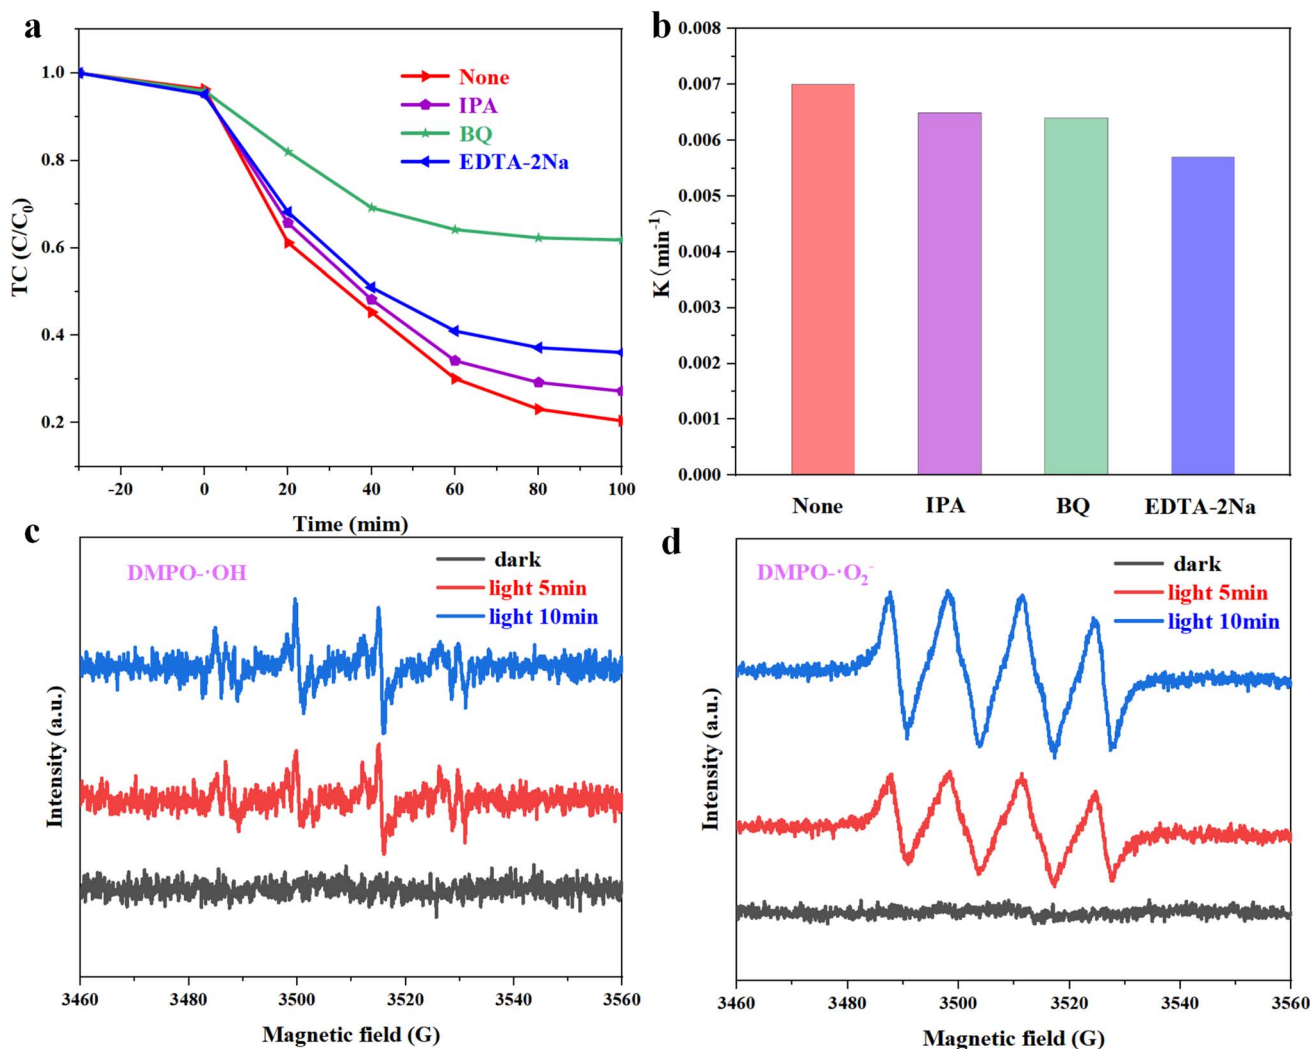 a
TC (C/C0)
1.0
0.8
0.6
0.4
0.2
None
IPA
BQ
EDTA-2Na
-20 0 20 40 60 80 100
Time (mim)
b
K (min-1)
0.008
0.007
0.006
0.005
0.004
0.003
0.002
0.001
0.000
None IPA BQ EDTA-2Na
c
DMPO-·OH
dark
light 5min
light 10min
Intensity (a.u.)
3460 3480 3500 3520 3540 3560
Magnetic field (G)
d
DMPO-·O2-
dark
light 5min
light 10min
Intensity (a.u.)
3460 3480 3500 3520 3540 3560
Magnetic field (G)